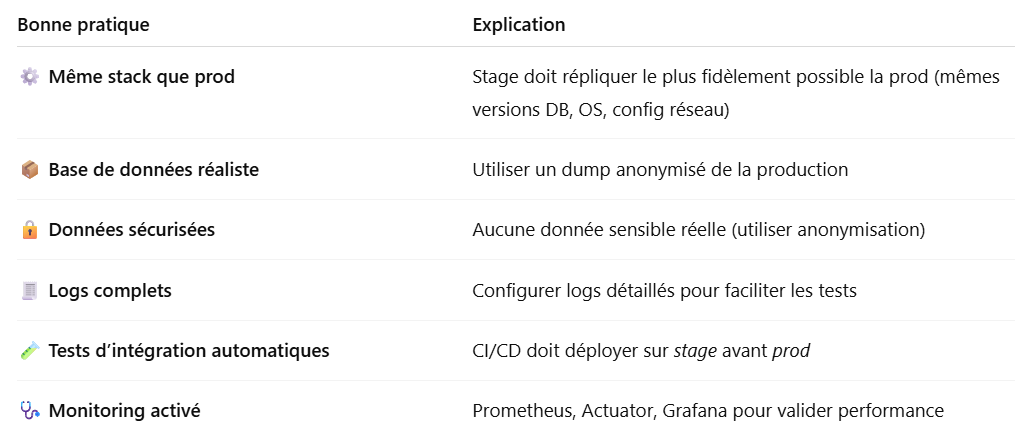 Bonne pratique Explication
⚙️ Même stack que prod Stage doit répliquer le plus fidèlement possible la prod (mêmes
versions DB, OS, config réseau)
📦 Base de données réaliste Utiliser un dump anonymisé de la production
🔒 Données sécurisées Aucune donnée sensible réelle (utiliser anonymisation)
🧾 Logs complets Configurer logs détaillés pour faciliter les tests
🧪 Tests d’intégration automatiques CI/CD doit déployer sur stage avant prod
🩺 Monitoring activé Prometheus, Actuator, Grafana pour valider performance